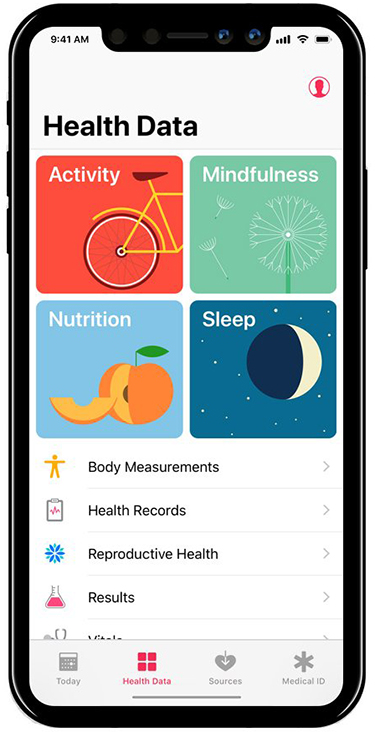 9:41 AM
Health Data
Activity
Mindfulness
Nutrition
Sleep
Body Measurements
Health Records
Reproductive Health
Results
Vitals
Today
Health Data
Sources
Medical ID